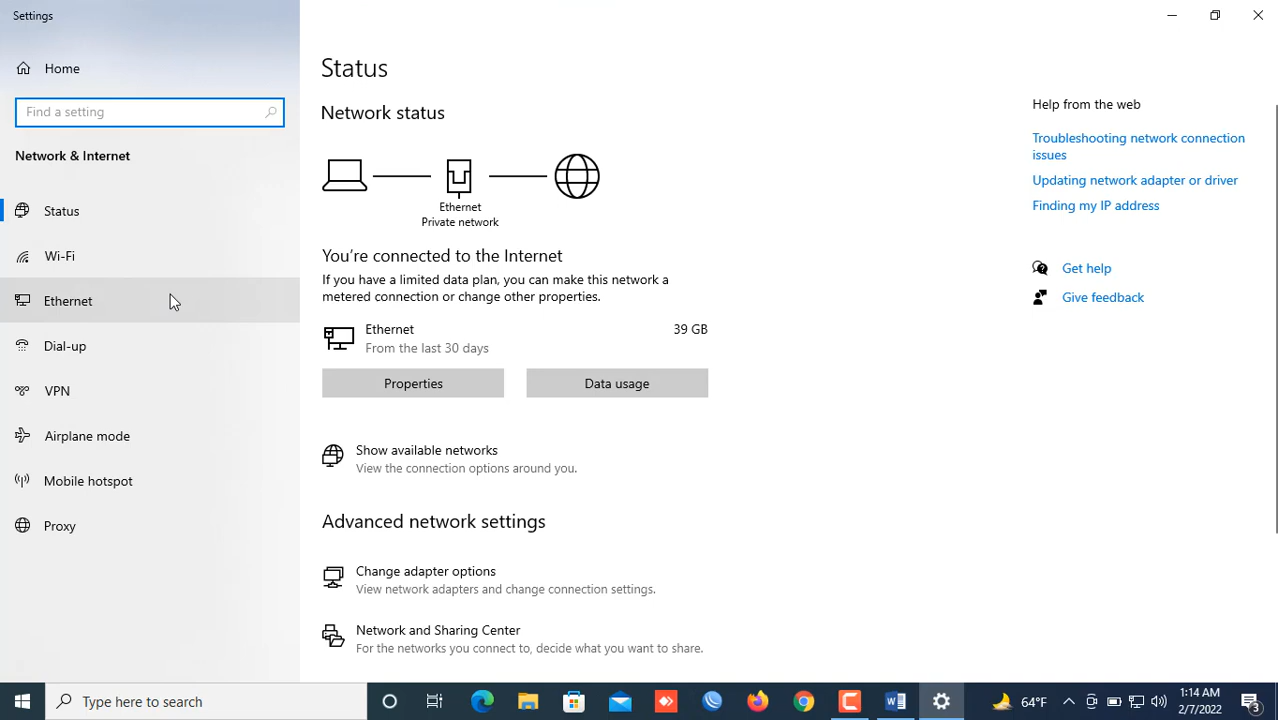 Settings
Home
Find a setting
Network & Internet
Status
Wi-Fi
Ethernet
Dial-up
VPN
Airplane mode
Mobile hotspot
Proxy
Status
Network status
Ethernet
Private network
You're connected to the Internet
If you have a limited data plan, you can make this network a
metered connection or change other properties.
Ethernet 39 GB
From the last 30 days
Properties Data usage
Show available networks
View the connection options around you.
Advanced network settings
Change adapter options
View network adapters and change connection settings.
Network and Sharing Center
For the networks you connect to, decide what you want to share.
Help from the web
Troubleshooting network connection
issues
Updating network adapter or driver
Finding my IP address
Get help
Give feedback
Type here to search
64°F
1:14 AM
2/7/2022
3